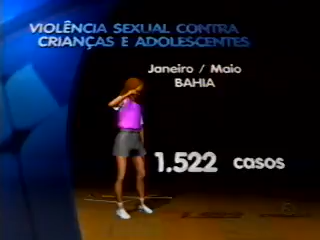 VIOLÊNCIA SEXUAL CONTRA
CRIANÇAS E ADOLESCENTES
Janeiro / Maio
BAHIA
1.522 casos